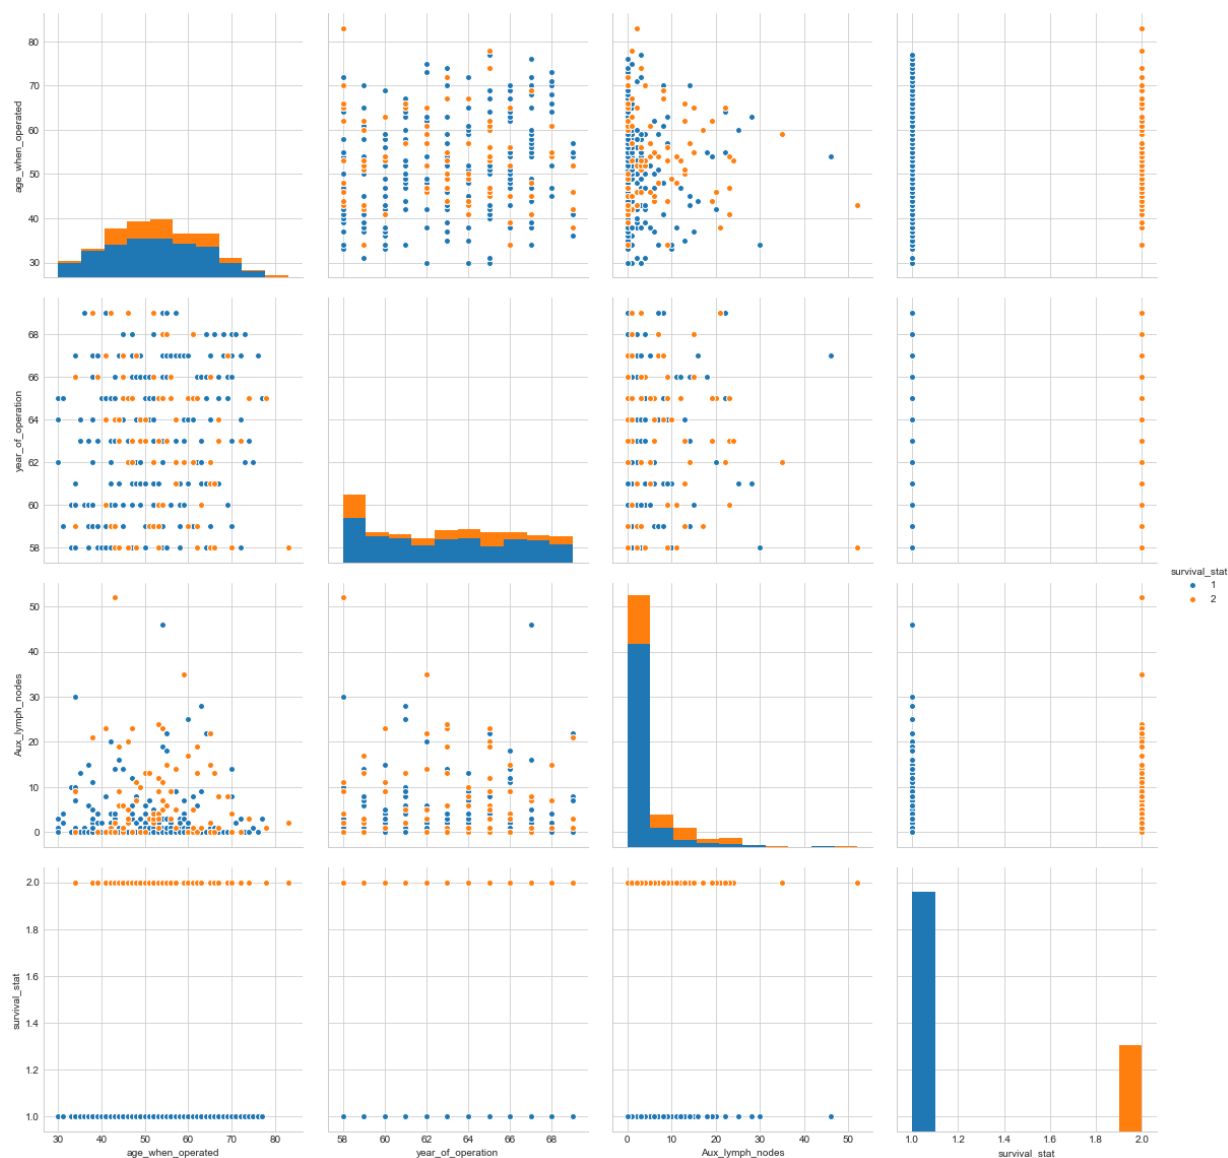 80
70
60
50
40
30
age_when_operated
68
66
64
62
60
58
year_of_operation
survival_stat
1
2
50
40
30
20
10
0
Aux_lymph_nodes
2.0
1.8
1.6
1.4
1.2
1.0
survival_stat
30 40 50 60 70 80
58 60 62 64 66 68
0 10 20 30 40 50
1.0 1.2 1.4 1.6 1.8 2.0
age_when_operated
year_of_operation
Aux_lymph_nodes
survival_stat